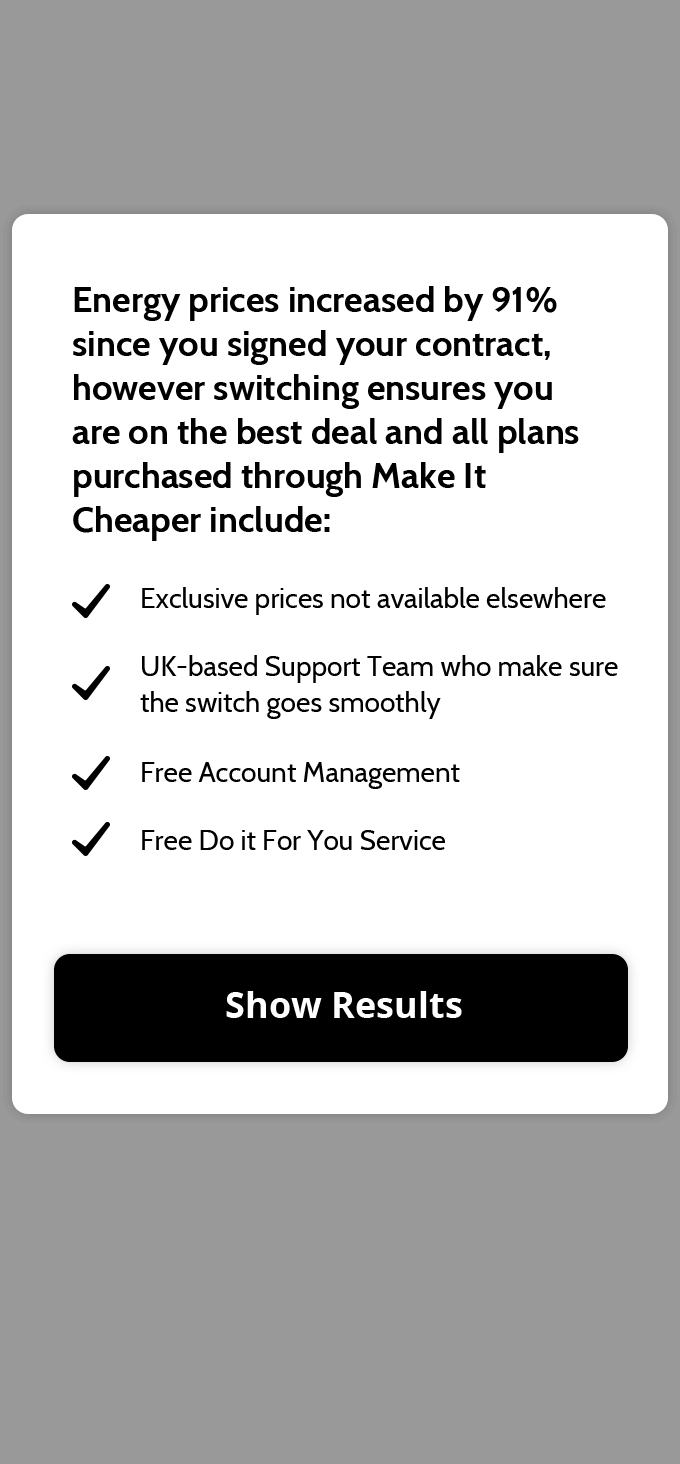 Energy prices increased by 91%
since you signed your contract,
however switching ensures you
are on the best deal and all plans
purchased through Make It
Cheaper include:
Exclusive prices not available elsewhere
UK-based Support Team who make sure
the switch goes smoothly
Free Account Management
Free Do it For You Service
Show Results